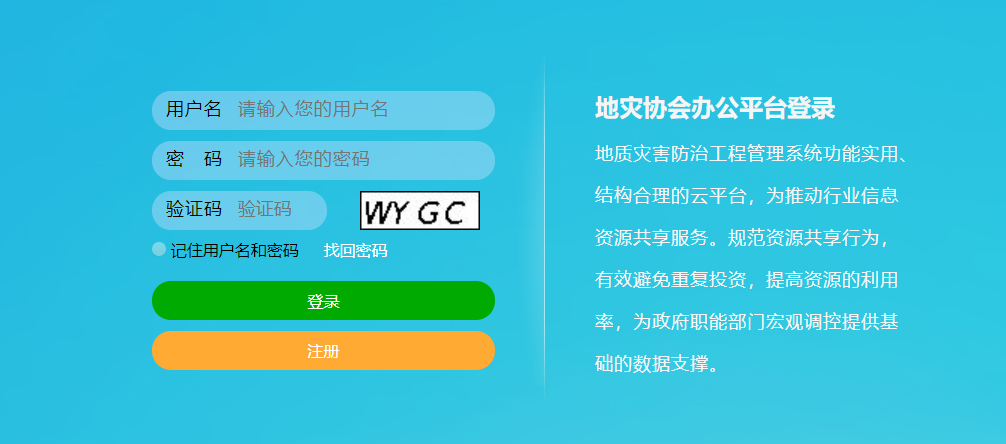 用户名 请输入您的用户名
密 码 请输入您的密码
验证码 验证码 WY GC
记住用户名和密码 找回密码
登录
注册
地灾协会办公平台登录
地质灾害防治工程管理系统功能实用、
结构合理的云平台，为推动行业信息
资源共享服务。规范资源共享行为，
有效避免重复投资，提高资源的利用
率，为政府职能部门宏观调控提供基
础的数据支撑。